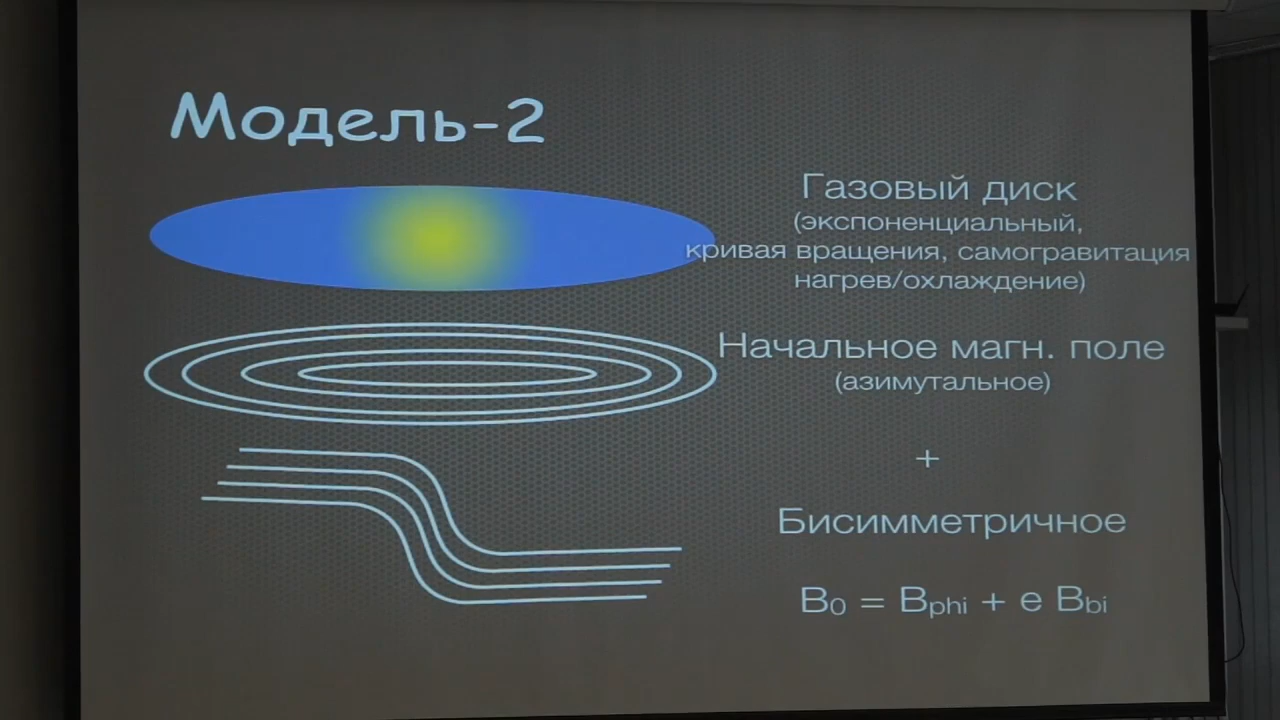 Модель-2
Газовый диск
(экспоненциальный,
кривая вращения, самогравитация
нагрев/охлаждение)
Начальное магн. поле
(азимутальное)
+
Бисимметричное
B₀ = Bphi + e Bbi